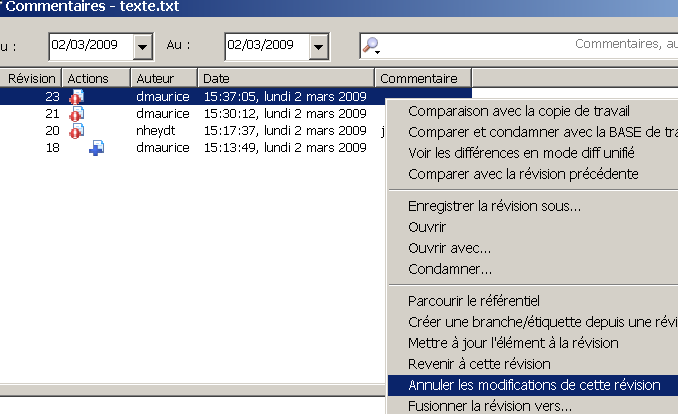 Commentaires - texte.txt
u : 02/03/2009 Au : 02/03/2009 Commentaires, au
Révision Actions Auteur Date Commentaire
23 dmaurice 15:37:05, lundi 2 mars 2009
21 dmaurice 15:30:12, lundi 2 mars 2009
20 nheydt 15:17:37, lundi 2 mars 2009 j
18 dmaurice 15:13:49, lundi 2 mars 2009
Comparaison avec la copie de travail
Comparer et condamner avec la BASE de tra
Voir les différences en mode diff unifié
Comparer avec la révision précédente
Enregistrer la révision sous...
Ouvrir
Ouvrir avec...
Condamner...
Parcourir le référentiel
Créer une branche/étiquette depuis une révi
Mettre à jour l'élément à la révision
Revenir à cette révision
Annuler les modifications de cette révision
Fusionner la révision vers...